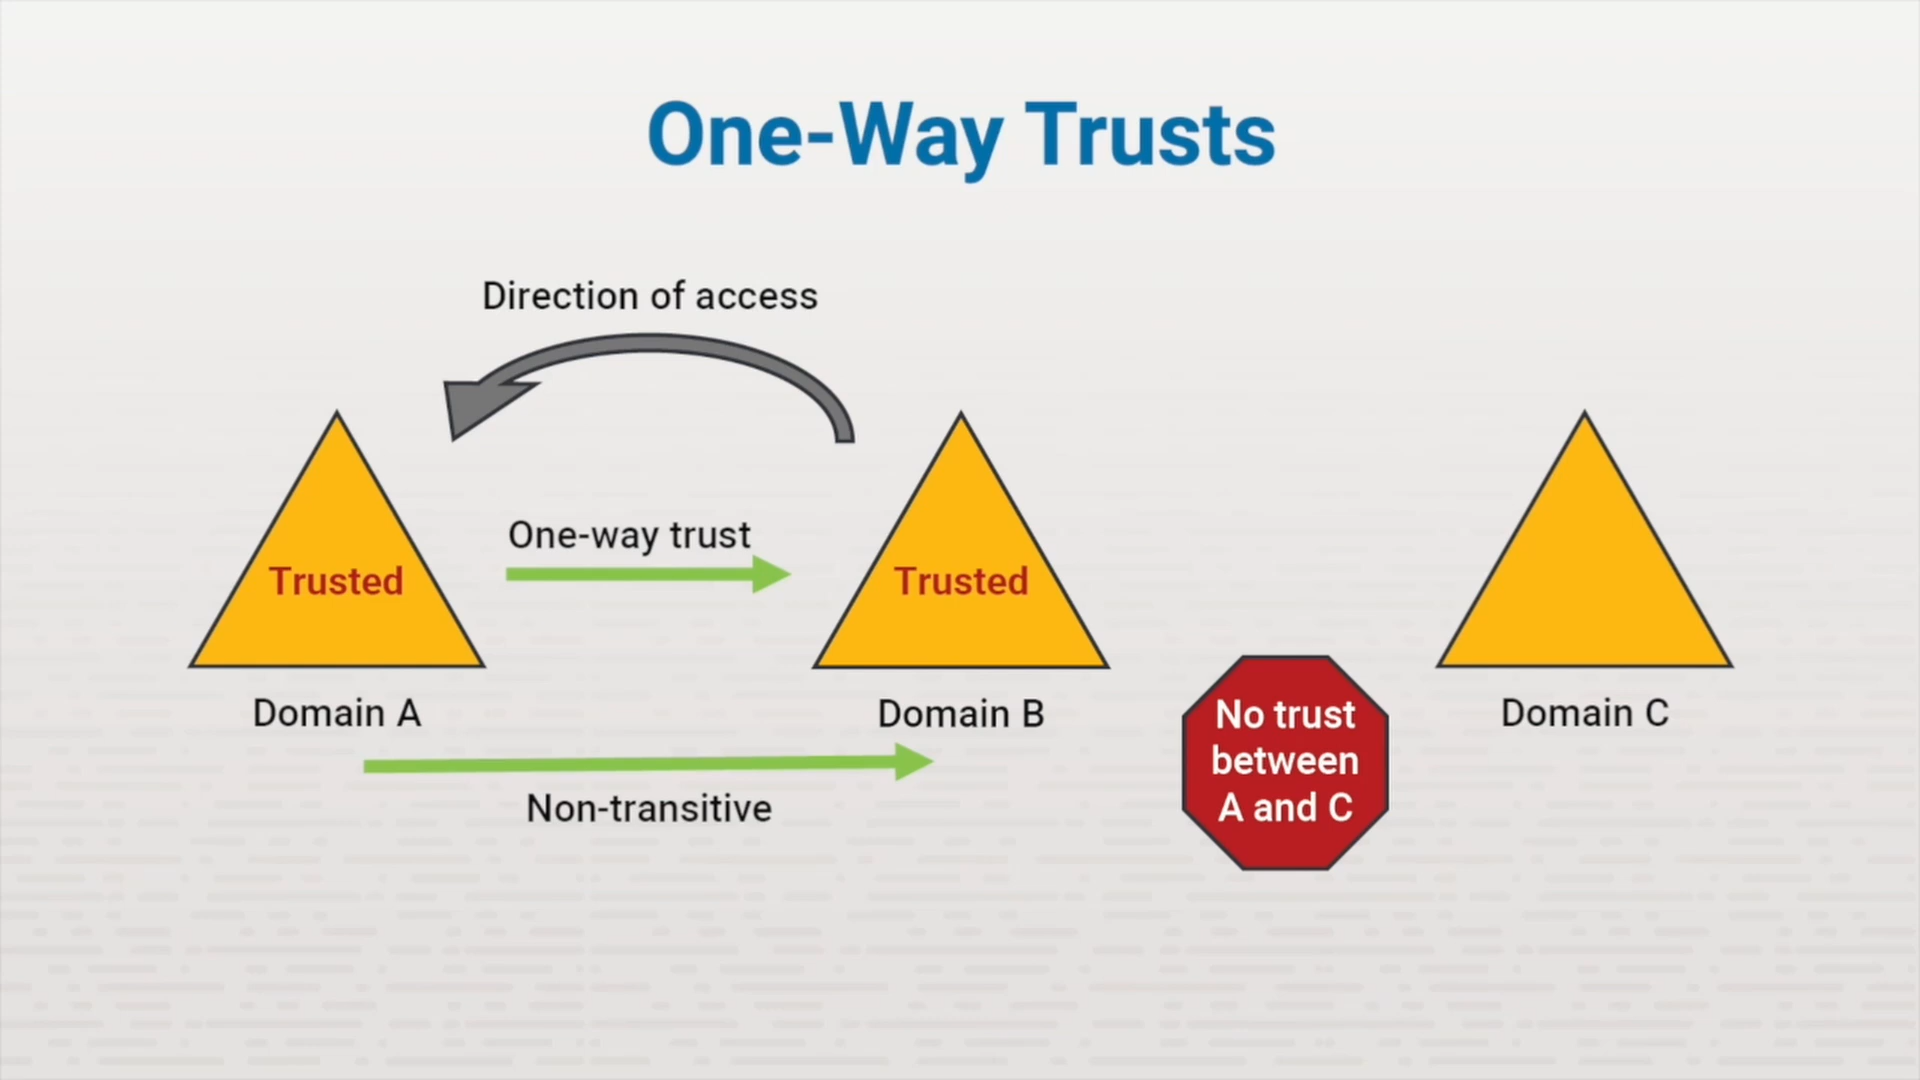 One-Way Trusts
Direction of access
One-way trust
Trusted
Trusted
Domain A
Domain B
Domain C
Non-transitive
No trust
between
A and C